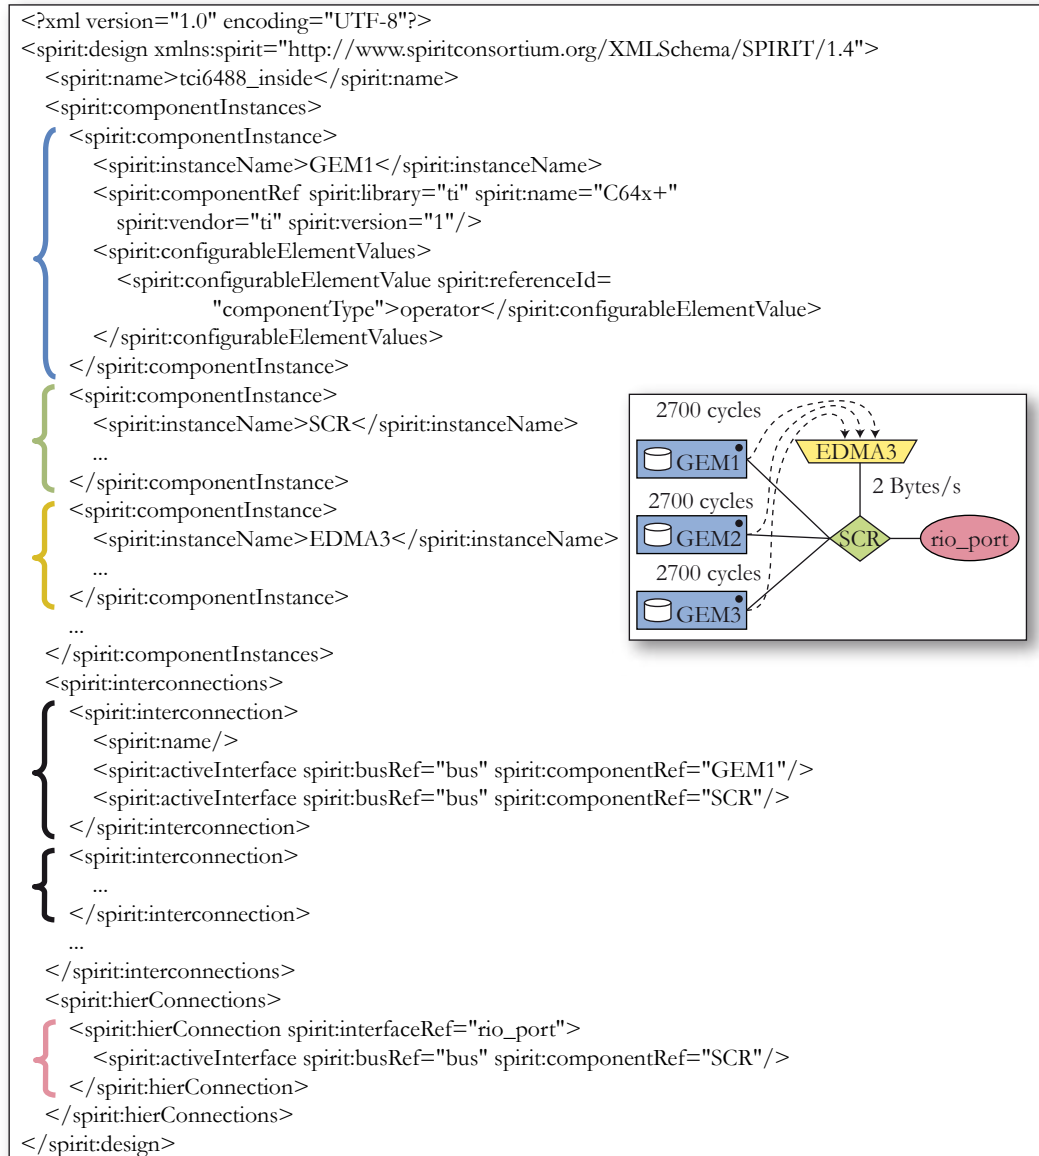 <?xml version="1.0" encoding="UTF-8"?>
<spirit:design xmlns:spirit="http://www.spiritconsortium.org/XMLSchema/SPIRIT/1.4">
<spirit:name>tci6488_inside</spirit:name>
<spirit:componentInstances>
<spirit:componentInstance>
<spirit:instanceName>GEM1</spirit:instanceName>
<spirit:componentRef spirit:library="ti" spirit:name="C64x+"
spirit:vendor="ti" spirit:version="1"/>
<spirit:configurableElementValues>
<spirit:configurableElementValue spirit:referenceId=
"componentType">operator</spirit:configurableElementValue>
</spirit:configurableElementValues>
</spirit:componentInstance>
<spirit:componentInstance>
<spirit:instanceName>SCR</spirit:instanceName>
...
</spirit:componentInstance>
<spirit:componentInstance>
<spirit:instanceName>EDMA3</spirit:instanceName>
...
</spirit:componentInstance>
...
</spirit:componentInstances>
<spirit:interconnections>
<spirit:interconnection>
<spirit:name/>
<spirit:activeInterface spirit:busRef="bus" spirit:componentRef="GEM1"/>
<spirit:activeInterface spirit:busRef="bus" spirit:componentRef="SCR"/>
</spirit:interconnection>
<spirit:interconnection>
...
</spirit:interconnection>
...
</spirit:interconnections>
<spirit:hierConnections>
<spirit:hierConnection spirit:interfaceRef="rio_port">
<spirit:activeInterface spirit:busRef="bus" spirit:componentRef="SCR"/>
</spirit:hierConnection>
</spirit:hierConnections>
</spirit:design>
2700 cycles
GEM1
EDMA3
2 Bytes/s
2700 cycles
GEM2
SCR
rio_port
2700 cycles
GEM3